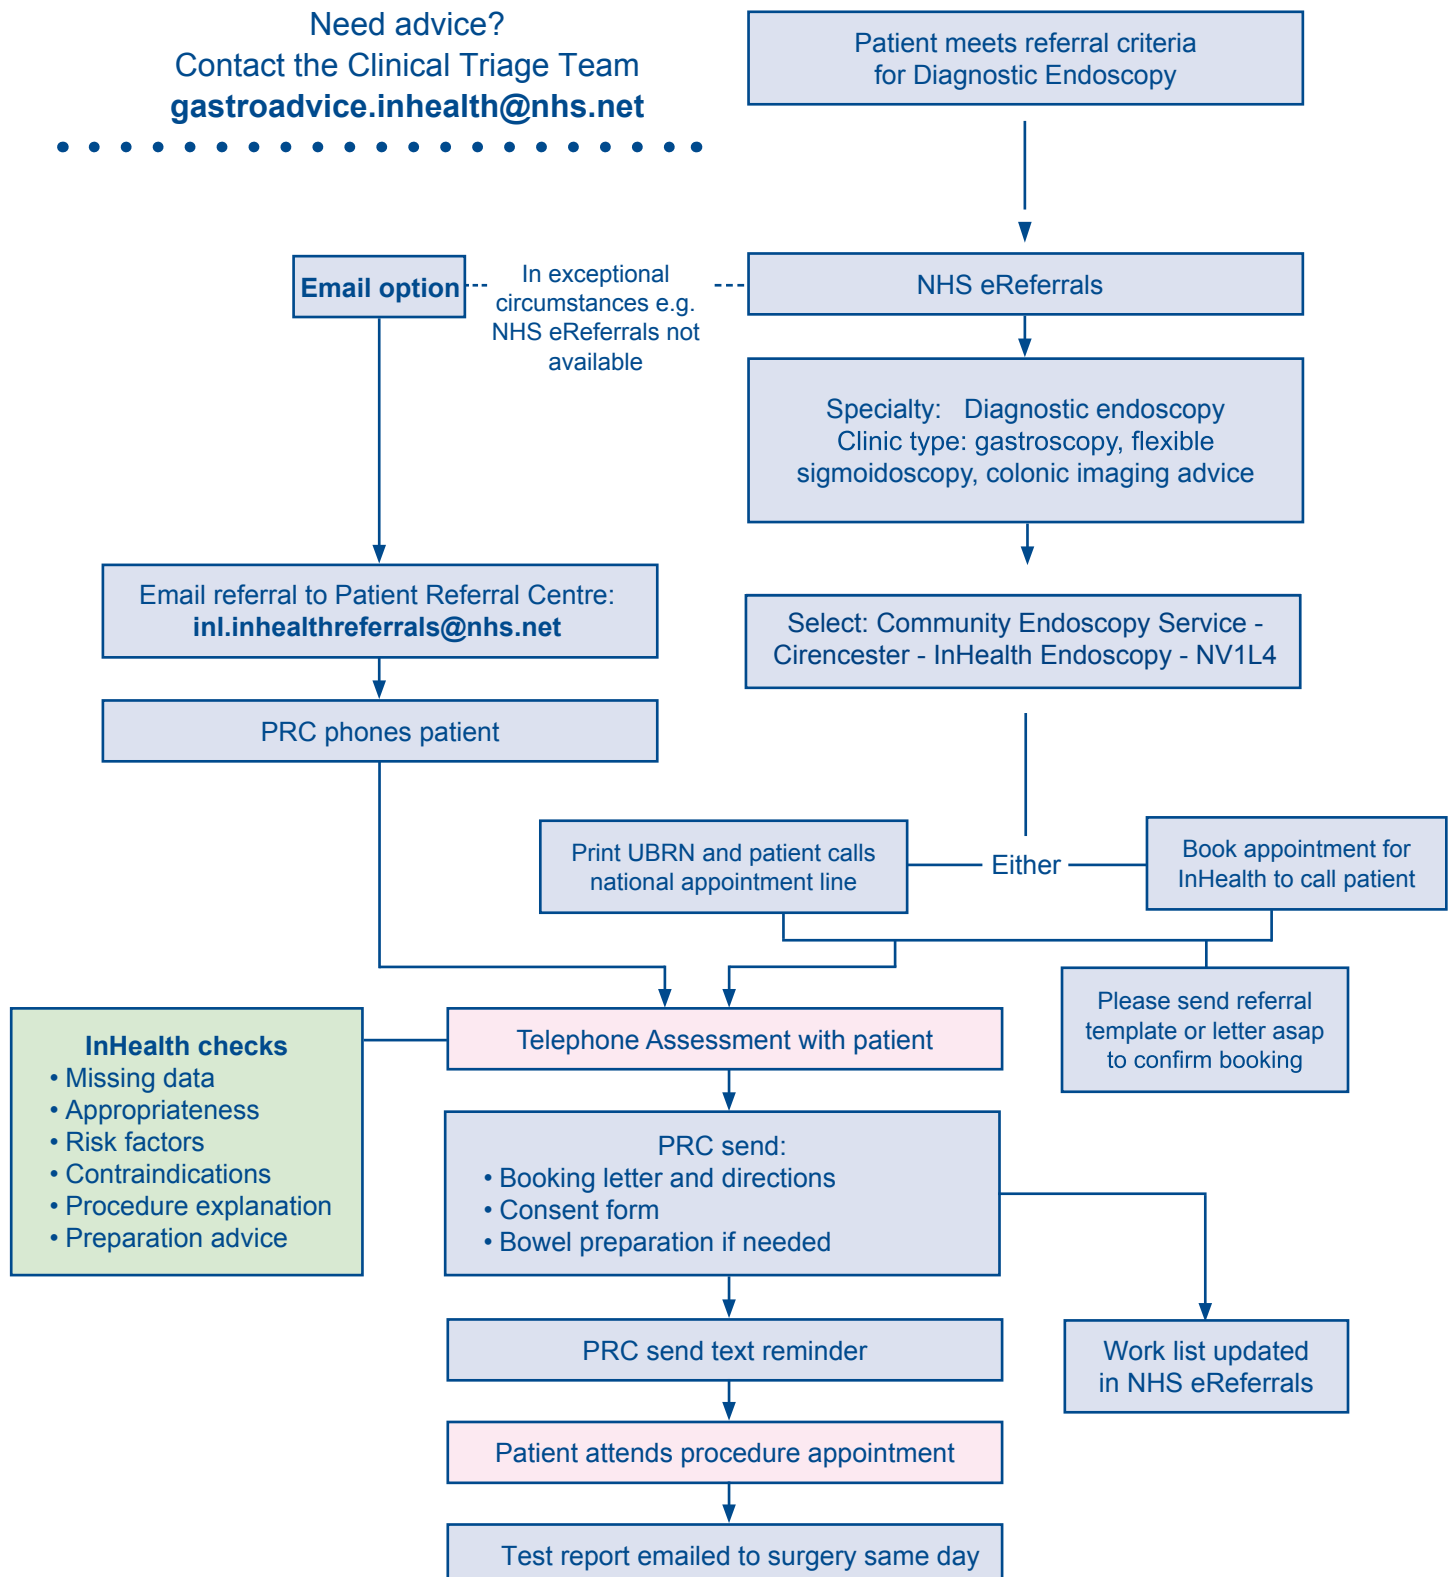 Need advice?
Contact the Clinical Triage Team
gastroadvice.inhealth@nhs.net
Patient meets referral criteria
for Diagnostic Endoscopy
Email option
In exceptional
circumstances e.g.
NHS eReferrals not
available
NHS eReferrals
Specialty: Diagnostic endoscopy
Clinic type: gastroscopy, flexible
sigmoidoscopy, colonic imaging advice
Email referral to Patient Referral Centre:
inl.inhealthreferrals@nhs.net
Select: Community Endoscopy Service -
Cirencester - InHealth Endoscopy - NV1L4
PRC phones patient
Print UBRN and patient calls
national appointment line
Either
Book appointment for
InHealth to call patient
Please send referral
template or letter asap
to confirm booking
Telephone Assessment with patient
InHealth checks
• Missing data
• Appropriateness
• Risk factors
• Contraindications
• Procedure explanation
• Preparation advice
PRC send:
• Booking letter and directions
• Consent form
• Bowel preparation if needed
PRC send text reminder
Work list updated
in NHS eReferrals
Patient attends procedure appointment
Test report emailed to surgery same day